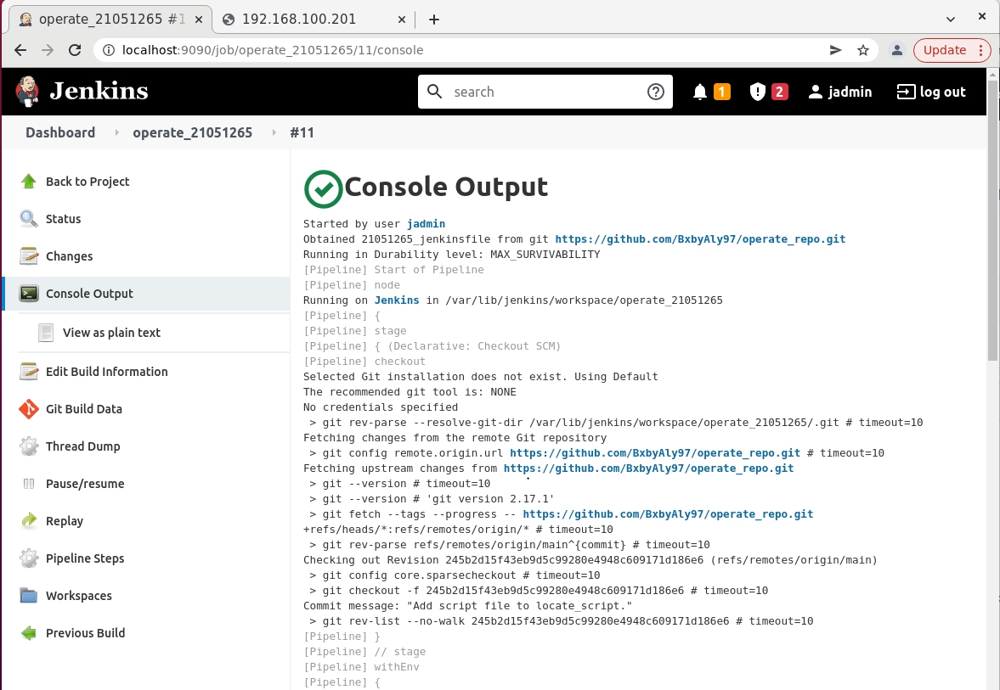 operate_21051265 #1
192.168.100.201
localhost:9090/job/operate_21051265/11/console
Update
Jenkins
search
1
2
jadmin
log out
Dashboard
operate_21051265
#11
Back to Project
Status
Changes
Console Output
View as plain text
Edit Build Information
Git Build Data
Thread Dump
Pause/resume
Replay
Pipeline Steps
Workspaces
Previous Build
Console Output
Started by user jadmin
Obtained 21051265_jenkinsfile from git https://github.com/BxbyAly97/operate_repo.git
Running in Durability level: MAX_SURVIVABILITY
[Pipeline] Start of Pipeline
[Pipeline] node
Running on Jenkins in /var/lib/jenkins/workspace/operate_21051265
[Pipeline] {
[Pipeline] stage
[Pipeline] { (Declarative: Checkout SCM)
[Pipeline] checkout
Selected Git installation does not exist. Using Default
The recommended git tool is: NONE
No credentials specified
> git rev-parse --resolve-git-dir /var/lib/jenkins/workspace/operate_21051265/.git # timeout=10
Fetching changes from the remote Git repository
> git config remote.origin.url https://github.com/BxbyAly97/operate_repo.git # timeout=10
Fetching upstream changes from https://github.com/BxbyAly97/operate_repo.git
> git --version # timeout=10
> git --version # 'git version 2.17.1'
> git fetch --tags --progress -- https://github.com/BxbyAly97/operate_repo.git
+refs/heads/*:refs/remotes/origin/* # timeout=10
> git rev-parse refs/remotes/origin/main^{commit} # timeout=10
Checking out Revision 245b2d15f43eb9d5c99280e4948c609171d186e6 (refs/remotes/origin/main)
> git config core.sparsecheckout # timeout=10
> git checkout -f 245b2d15f43eb9d5c99280e4948c609171d186e6 # timeout=10
Commit message: "Add script file to locate_script."
> git rev-list --no-walk 245b2d15f43eb9d5c99280e4948c609171d186e6 # timeout=10
[Pipeline] }
[Pipeline] // stage
[Pipeline] withEnv
[Pipeline] {